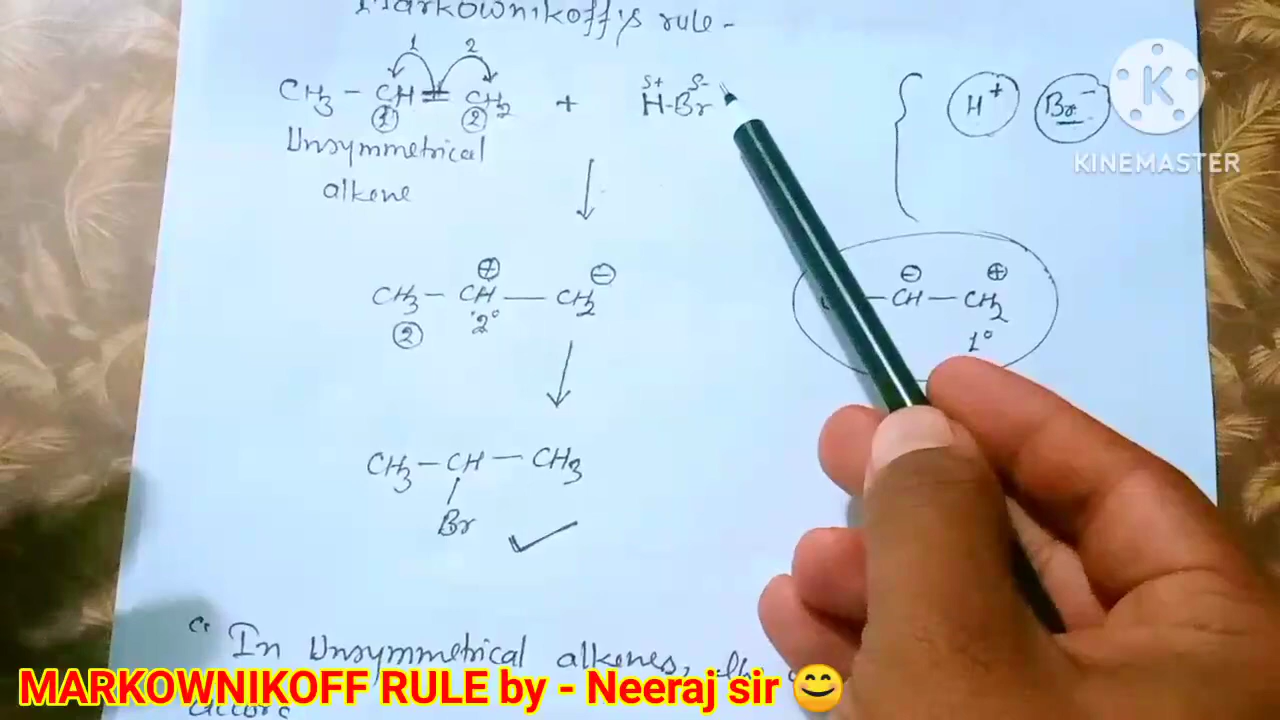 Markownikoff's rule -
1 2
CH3 - CH = CH2 + H-Br
δ+ δ-
① ②
{ H+ Br-
KINEMASTER
Unsymmetrical
alkene
⊕ ⊖
CH3 - CH - CH2
② 2°
⊖ ⊕
- CH - CH2
1°
CH3 - CH - CH3
Br
In Unsymmetrical alkenes,
MARKOWNIKOFF RULE by - Neeraj sir 😊